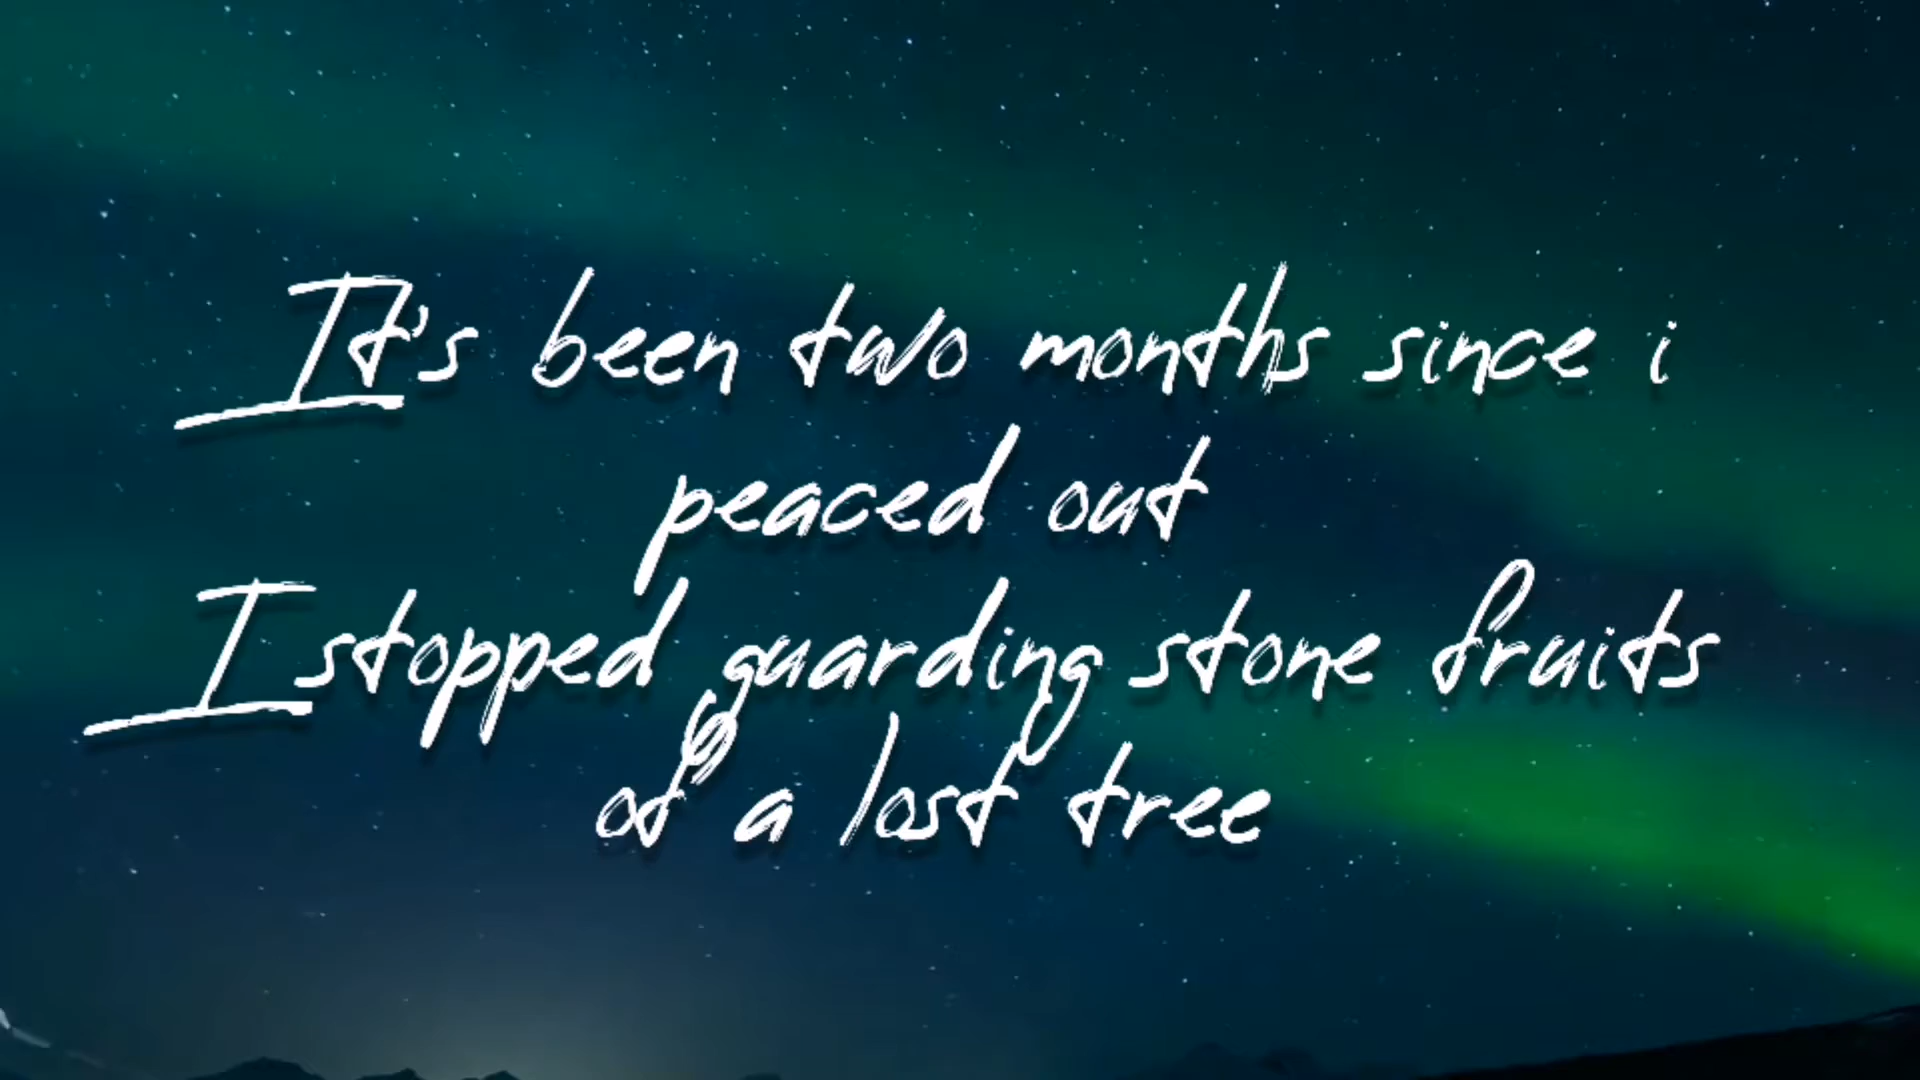 It's been two months since i
peaced out
I stopped guarding stone fruits
of a lost tree